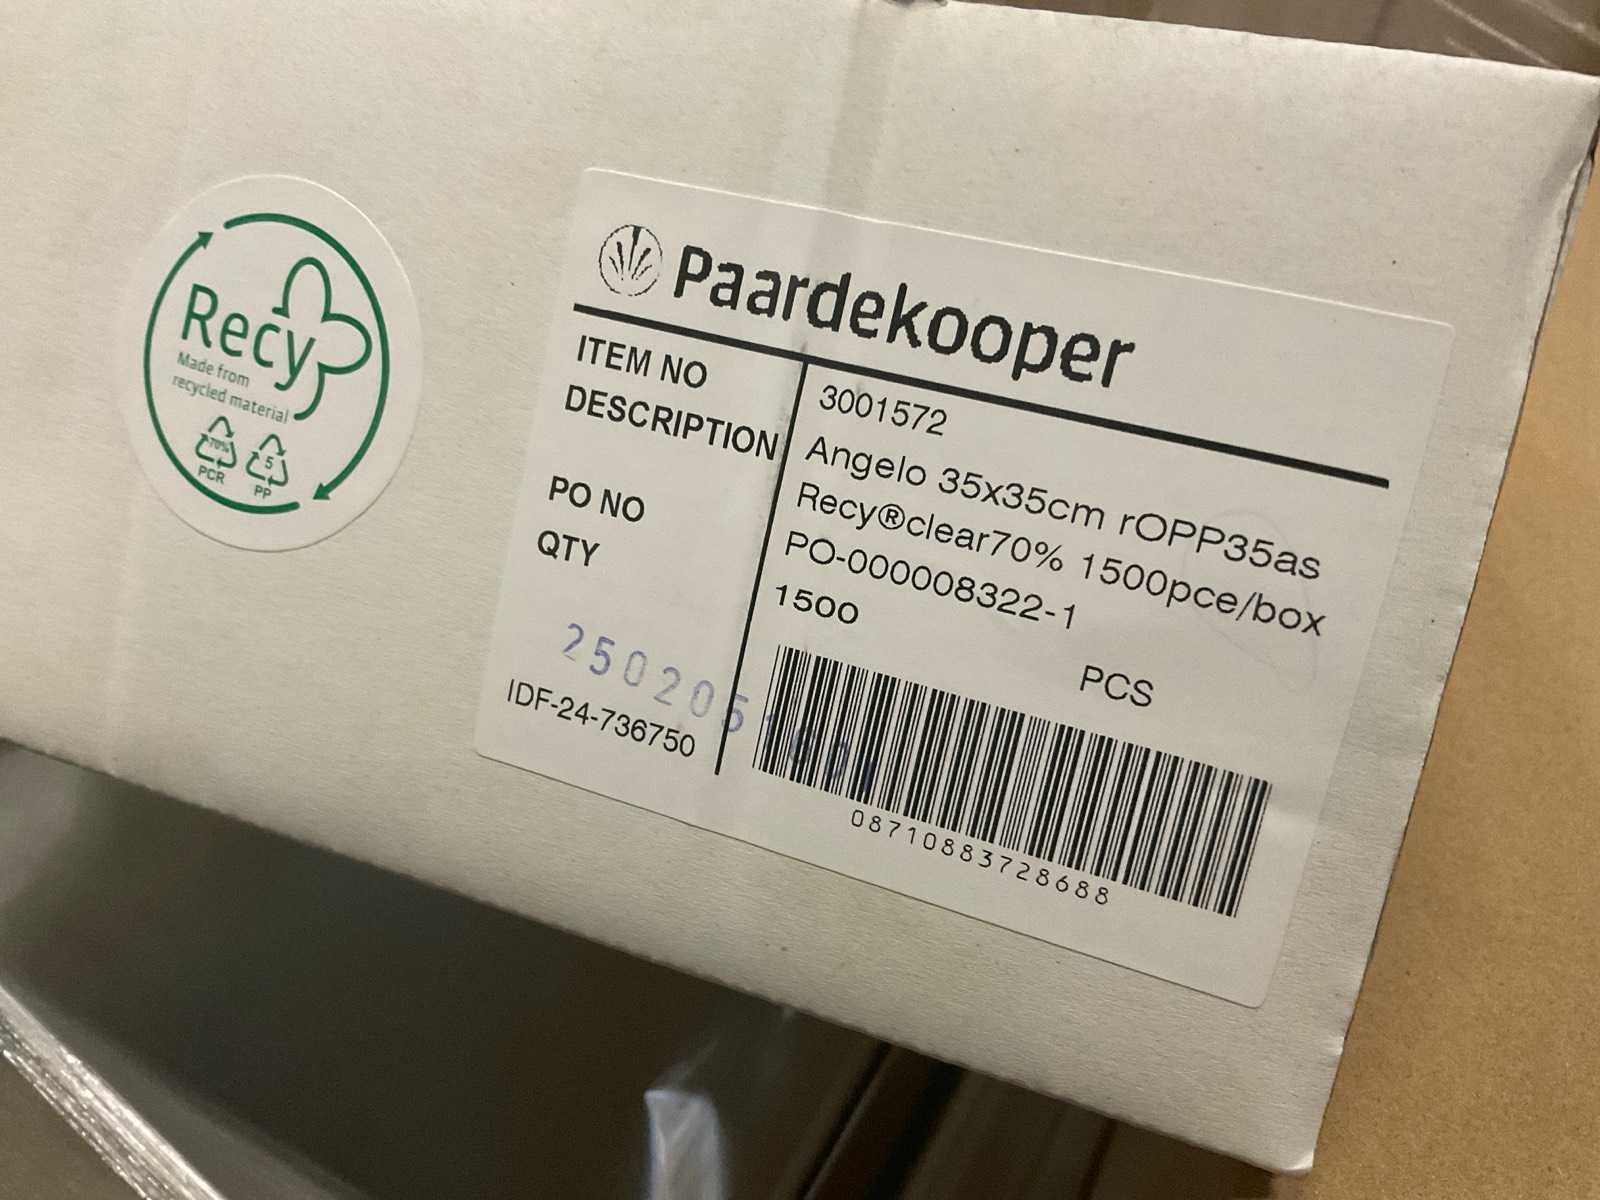 Recy
Made from
recycled material
70%
PCR
5
PP
Paardekooper
ITEM NO 3001572
DESCRIPTION Angelo 35x35cm rOPP35as
Recy®clear70% 1500pce/box
PO NO PO-000008322-1
QTY 1500
PCS
250205
IDF-24-736750
08710883728688